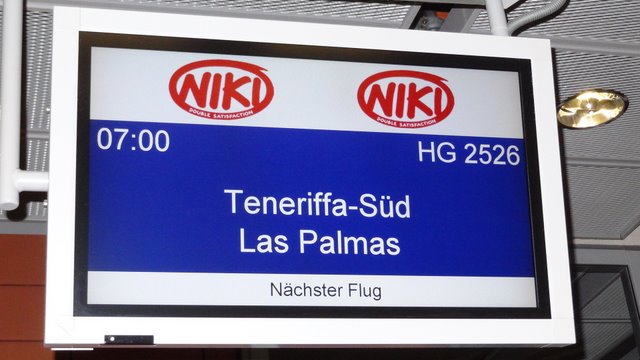 NIKI NIKI
DOUBLE SATISFACTION DOUBLE SATISFACTION
07:00 HG 2526
Teneriffa-Süd
Las Palmas
Nächster Flug